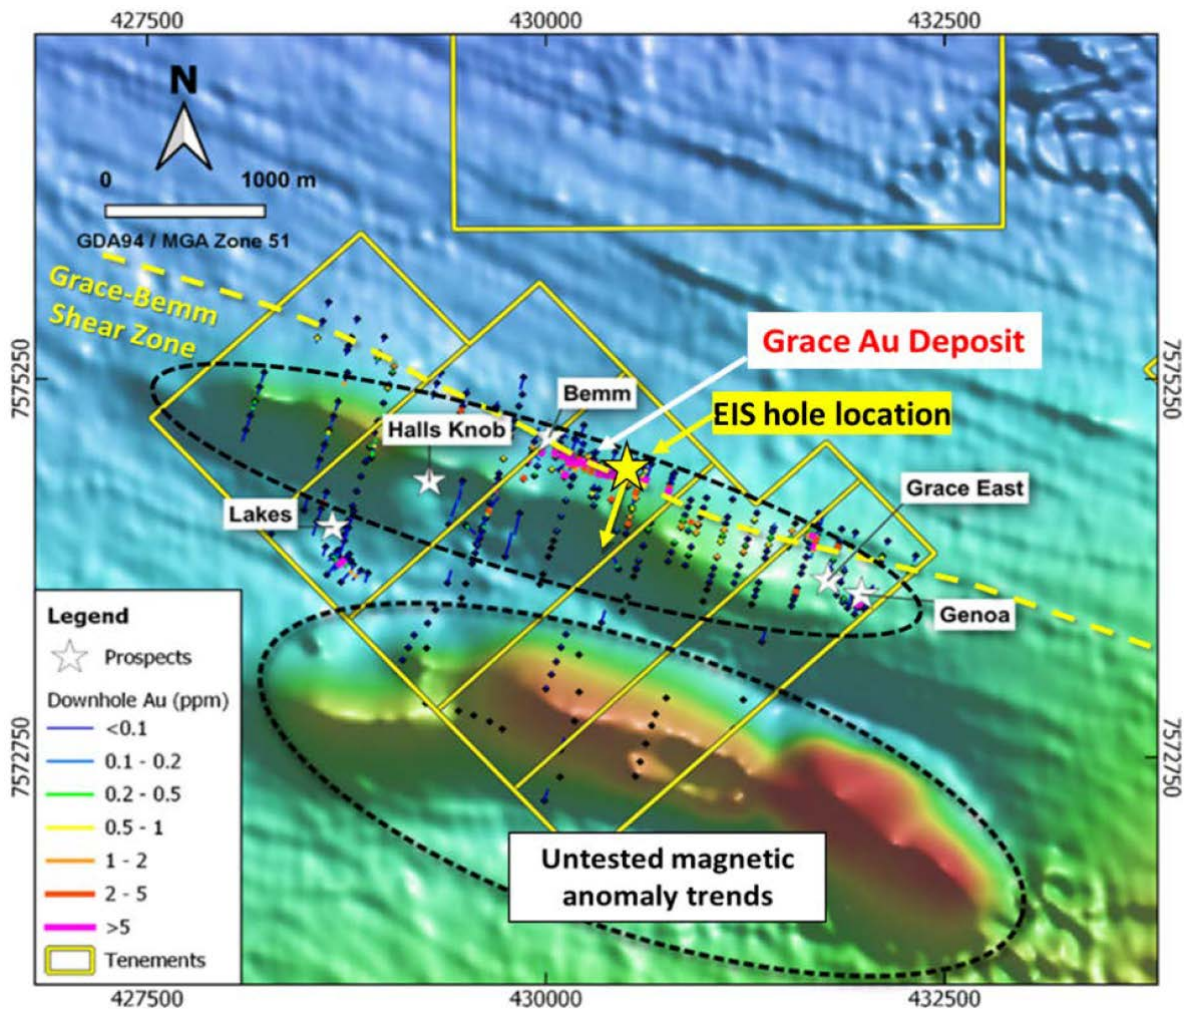 427500
430000
432500
N
0
1000 m
GDA94 / MGA Zone 51
Grace-Bemm
Shear Zone
7575250
7575250
Grace Au Deposit
Bemm
EIS hole location
Halls Knob
Grace East
Lakes
Genoa
Legend
Prospects
Downhole Au (ppm)
<0.1
0.1 - 0.2
0.2 - 0.5
0.5 - 1
1 - 2
2 - 5
>5
Tenements
7572750
7572750
Untested magnetic
anomaly trends
427500
430000
432500